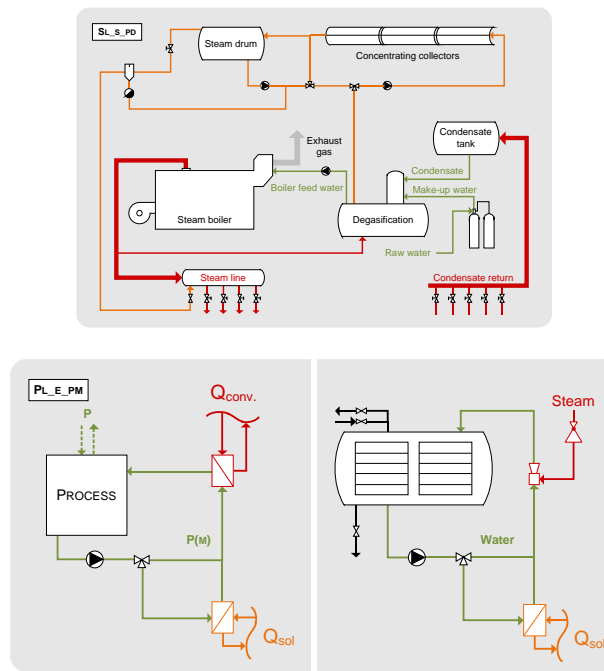 SL_S_PD
Steam drum
Concentrating collectors
Exhaust
gas
Condensate
tank
Condensate
Boiler feed water
Make-up water
Steam boiler
Degasification
Raw water
Steam line
Condensate return
PL_E_PM
P
Qconv.
PROCESS
P(M)
Qsol
Steam
Water
Qsol